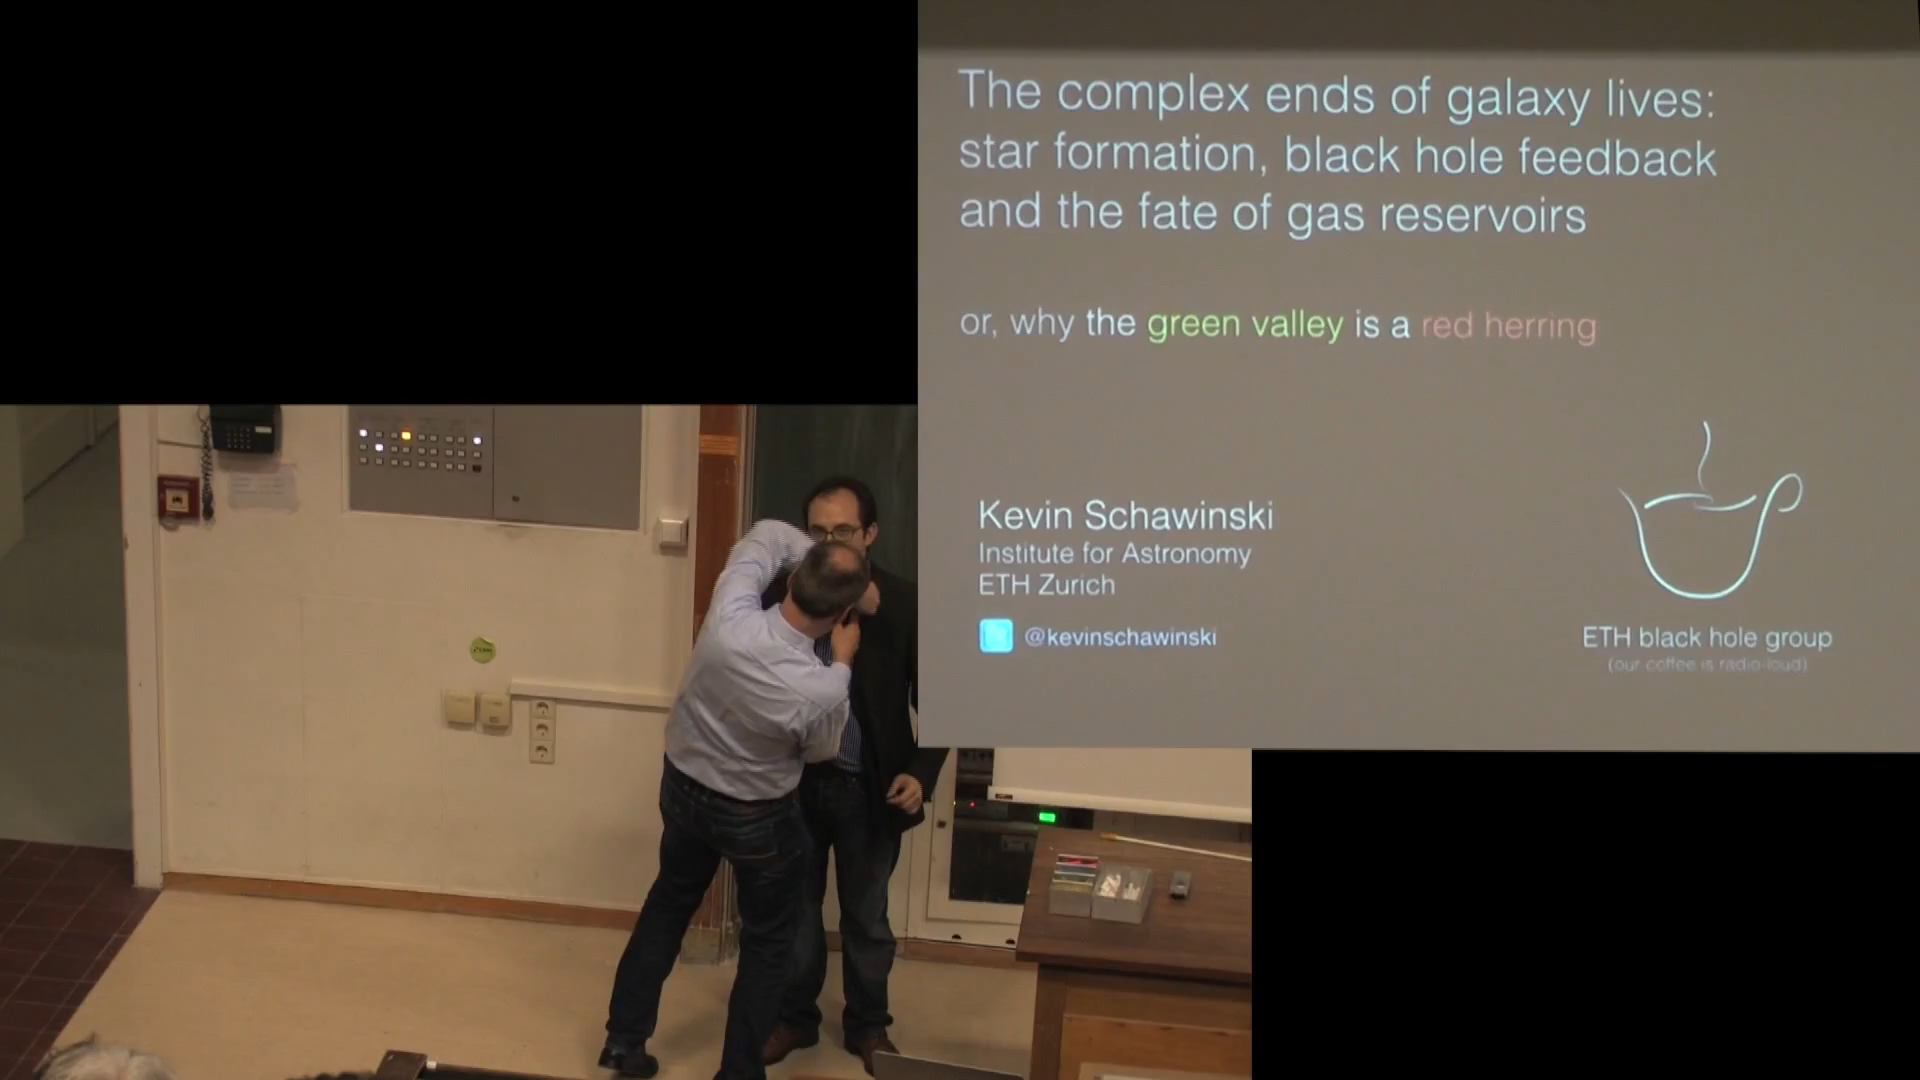 The complex ends of galaxy lives:
star formation, black hole feedback
and the fate of gas reservoirs
or, why the green valley is a red herring
Kevin Schawinski
Institute for Astronomy
ETH Zurich
@kevinschawinski
ETH black hole group
(our coffee is radio-loud)